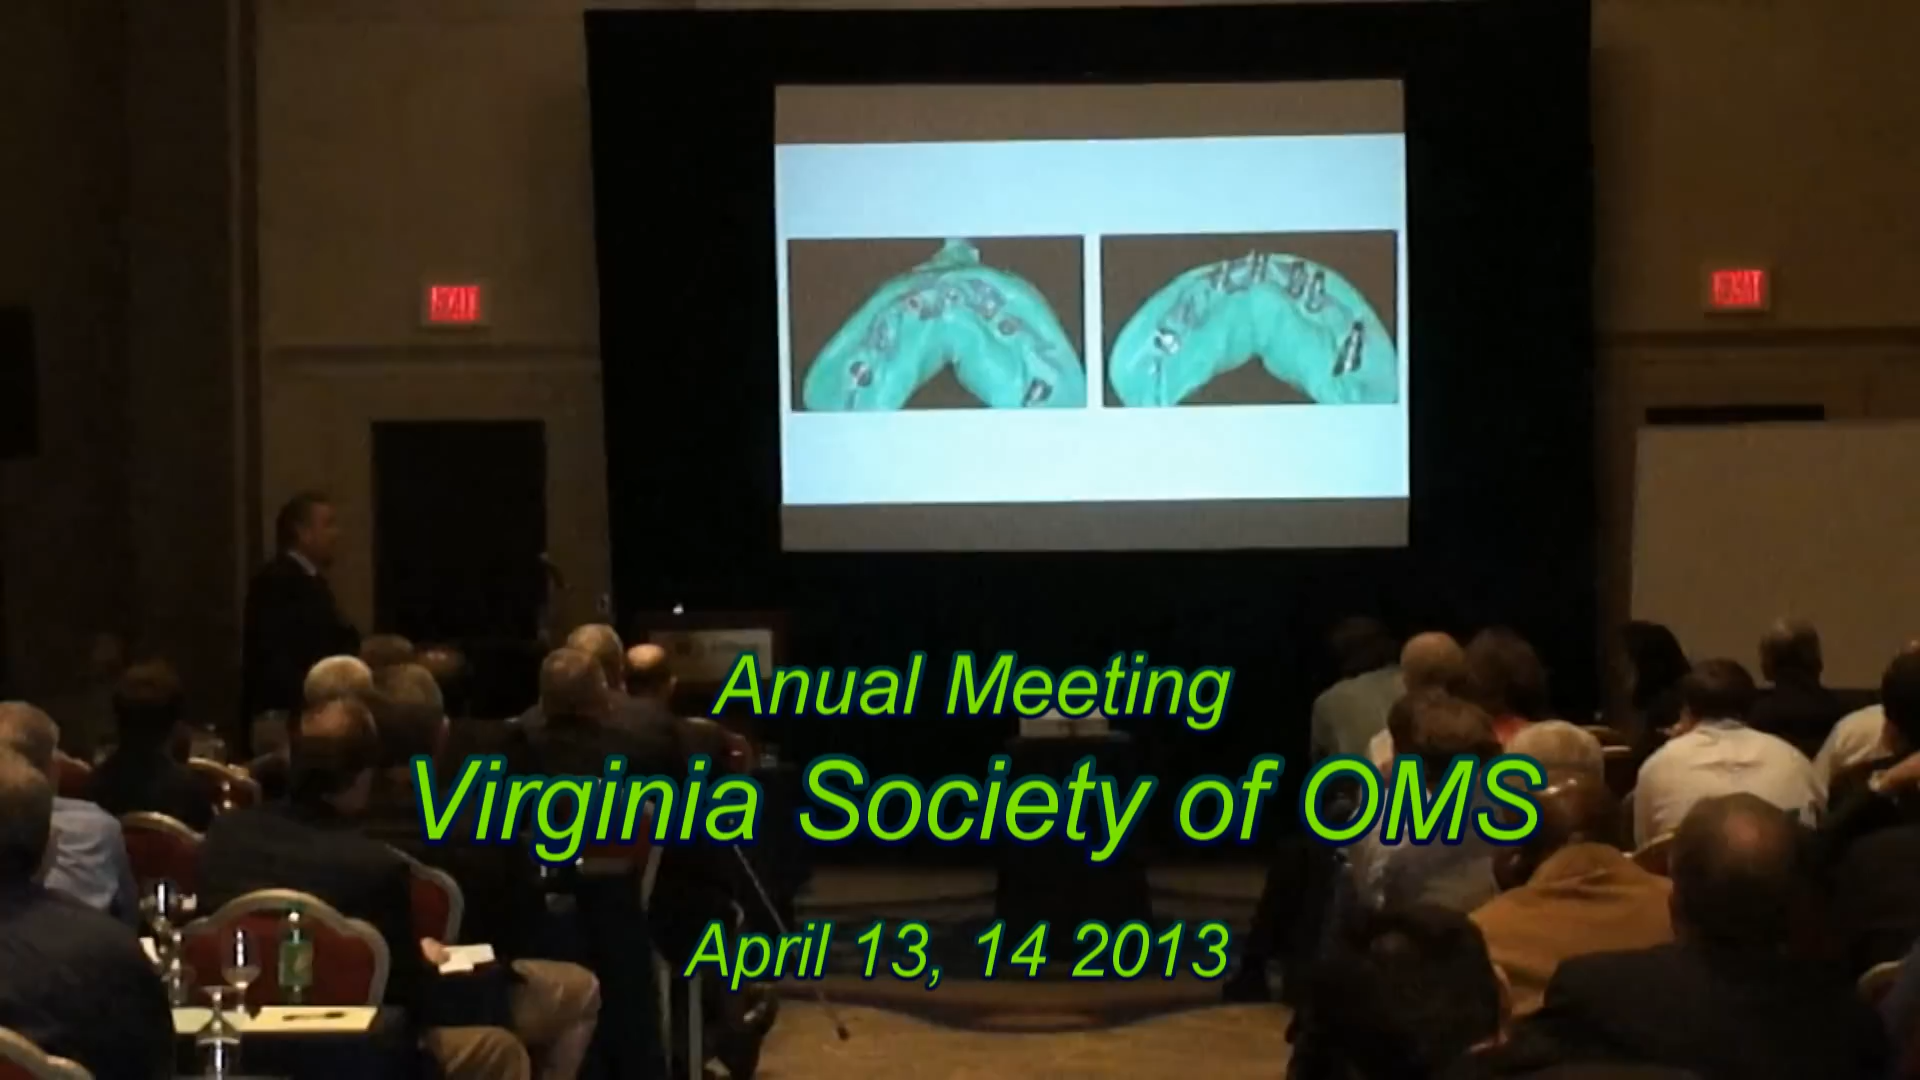 EXIT
EXIT
Anual Meeting
Virginia Society of OMS
April 13, 14 2013